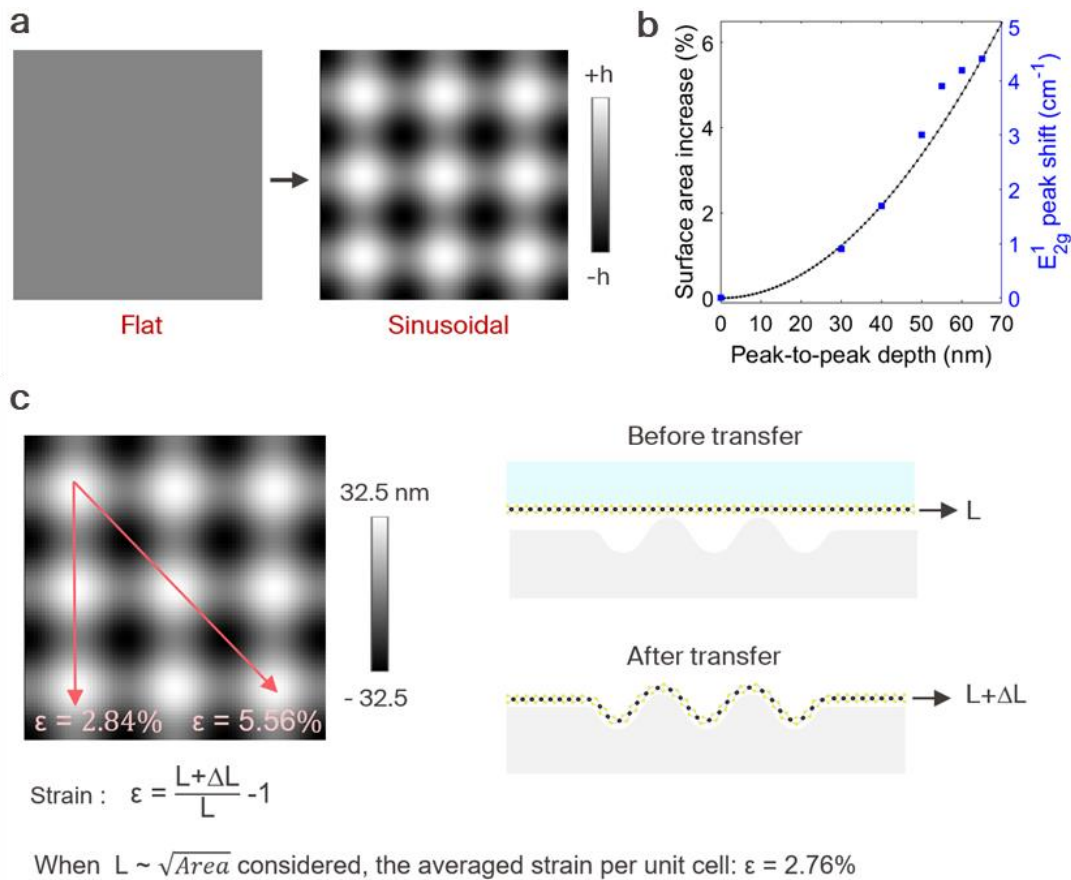 a
+h
-h
Flat
Sinusoidal
b
6
4
2
0
Surface area increase (%)
0 10 20 30 40 50 60 70
Peak-to-peak depth (nm)
5
4
3
2
1
0
E¹₂g peak shift (cm⁻¹)
c
32.5 nm
- 32.5
ε = 2.84% ε = 5.56%
Strain : ε = L+ΔL / L -1
Before transfer
L
After transfer
L+ΔL
When L ~ √Area considered, the averaged strain per unit cell: ε = 2.76%